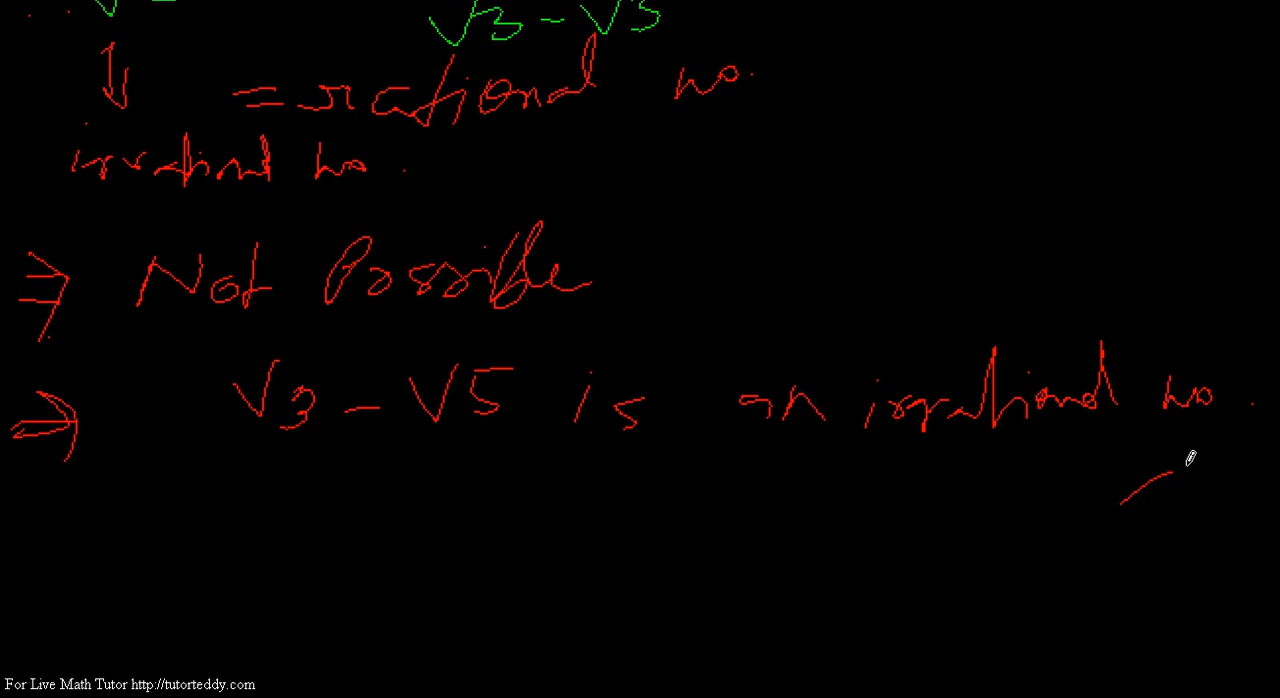 √3 - √5
= rational no.
irrational no.
⇒ Not Possible
⇒ √3 - √5 is an irrational no.
For Live Math Tutor http://tutorteddy.com